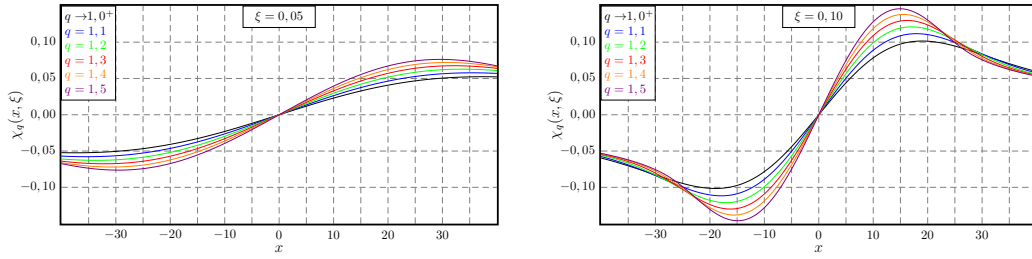 q →1, 0⁺
q = 1, 1
q = 1, 2
q = 1, 3
q = 1, 4
q = 1, 5
ξ = 0, 05
0,10
0,05
0,00
−0,05
−0,10
χ_q(x, ξ)
−30 −20 −10 0 10 20 30
x
q →1, 0⁺
q = 1, 1
q = 1, 2
q = 1, 3
q = 1, 4
q = 1, 5
ξ = 0, 10
0,10
0,05
0,00
−0,05
−0,10
χ_q(x, ξ)
−30 −20 −10 0 10 20 30
x